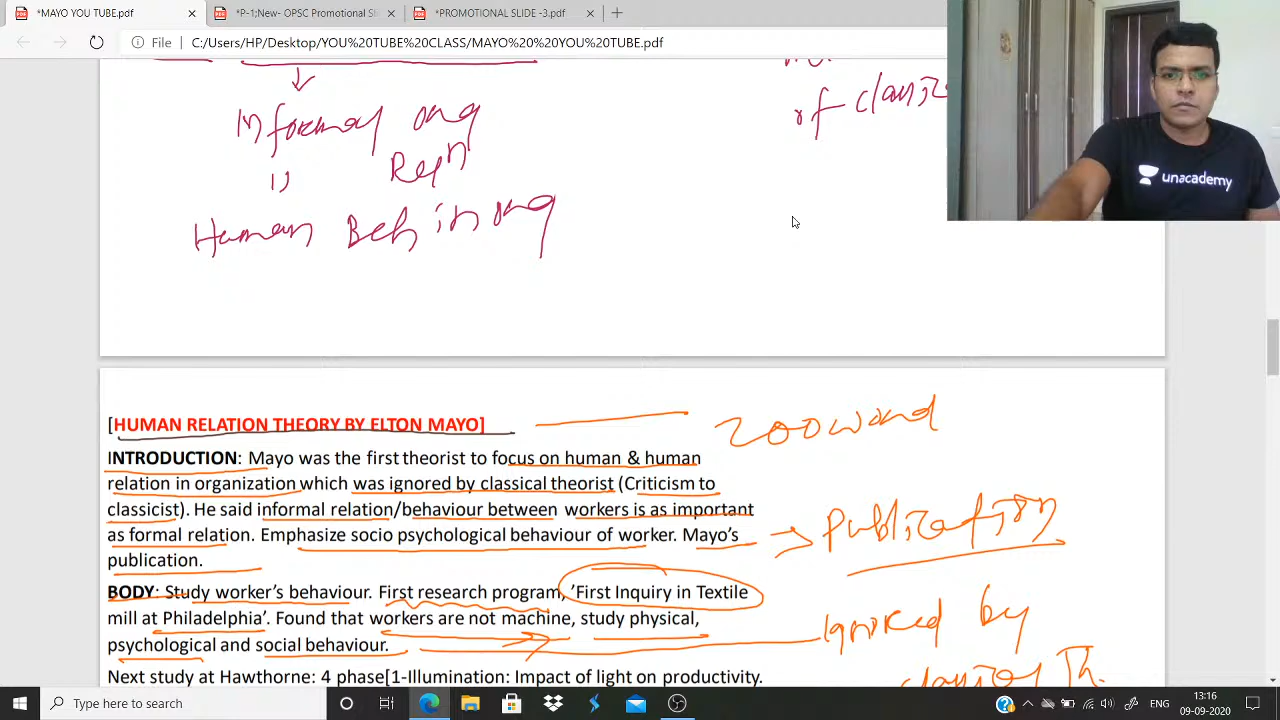 *MAYO YOU TUBE.pdf
P-1:New- OPSC Promotional Sl
*PROMOTIONAL SLIDE -3.pdf
File
C:/Users/HP/Desktop/YOU%20TUBE%20CLASS/MAYO%20%20YOU%20TUBE.pdf
Informal org
Human Beh in org
of classic
unacademy
[HUMAN RELATION THEORY BY ELTON MAYO]
200 word
INTRODUCTION: Mayo was the first theorist to focus on human & human
relation in organization which was ignored by classical theorist (Criticism to
classicist). He said informal relation/behaviour between workers is as important
as formal relation. Emphasize socio psychological behaviour of worker. Mayo's
publication.
Publication
BODY: Study worker's behaviour. First research program, 'First Inquiry in Textile
mill at Philadelphia'. Found that workers are not machine, study physical,
psychological and social behaviour.
Ignored by
Th.
Next study at Hawthorne: 4 phase[1-Illumination: Impact of light on productivity.
Type here to search
ENG
13:16
09-09-2020